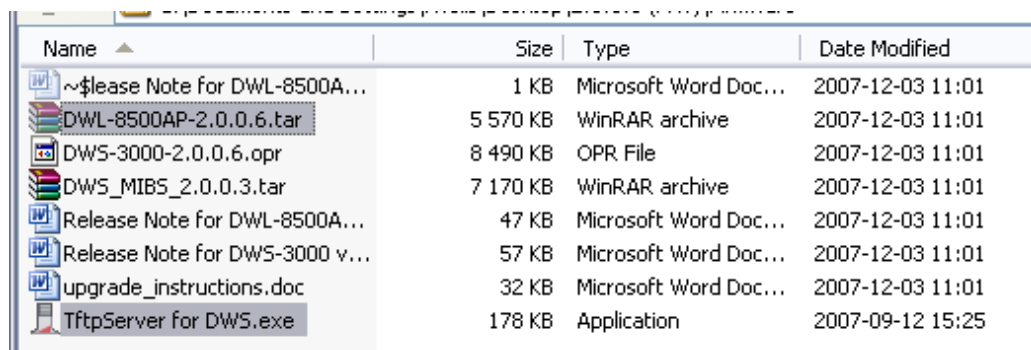 Name Size Type Date Modified
~$lease Note for DWL-8500A... 1 KB Microsoft Word Doc... 2007-12-03 11:01
DWL-8500AP-2.0.0.6.tar 5 570 KB WinRAR archive 2007-12-03 11:01
DWS-3000-2.0.0.6.opr 8 490 KB OPR File 2007-12-03 11:01
DWS_MIBS_2.0.0.3.tar 7 170 KB WinRAR archive 2007-12-03 11:01
Release Note for DWL-8500A... 47 KB Microsoft Word Doc... 2007-12-03 11:01
Release Note for DWS-3000 v... 57 KB Microsoft Word Doc... 2007-12-03 11:01
upgrade_instructions.doc 32 KB Microsoft Word Doc... 2007-12-03 11:01
TftpServer for DWS.exe 178 KB Application 2007-09-12 15:25